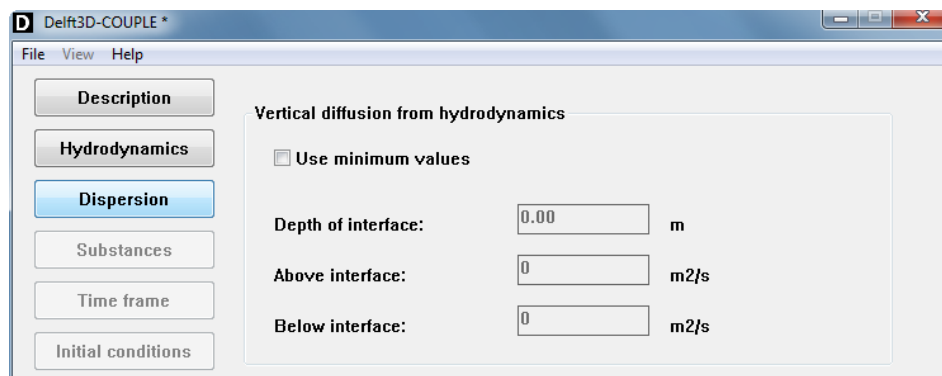 D Delft3D-COUPLE *
File View Help
Description
Hydrodynamics
Dispersion
Substances
Time frame
Initial conditions
Vertical diffusion from hydrodynamics
Use minimum values
Depth of interface: 0.00 m
Above interface: 0 m2/s
Below interface: 0 m2/s